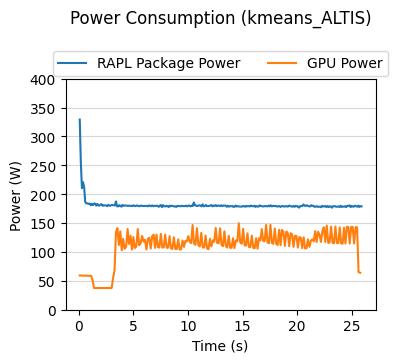 Power Consumption (kmeans_ALTIS)
RAPL Package Power GPU Power
400
350
300
250
200
150
100
50
0
Power (W)
0 5 10 15 20 25
Time (s)